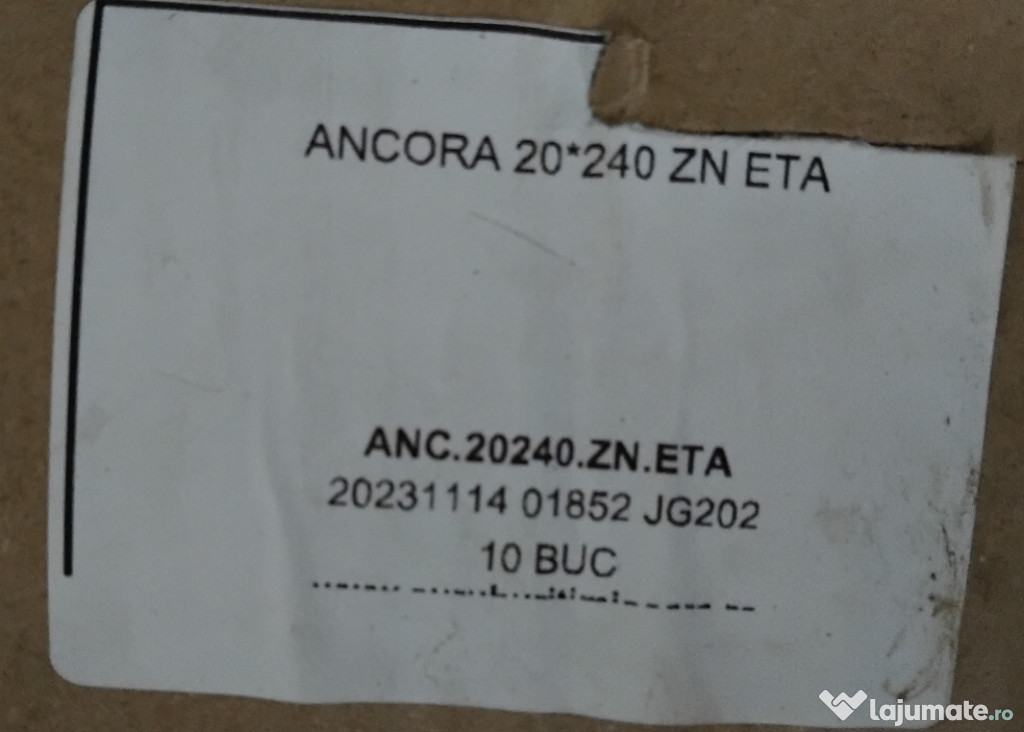 ANCORA 20*240 ZN ETA
ANC.20240.ZN.ETA
20231114 01852 JG202
10 BUC
lajumate.ro